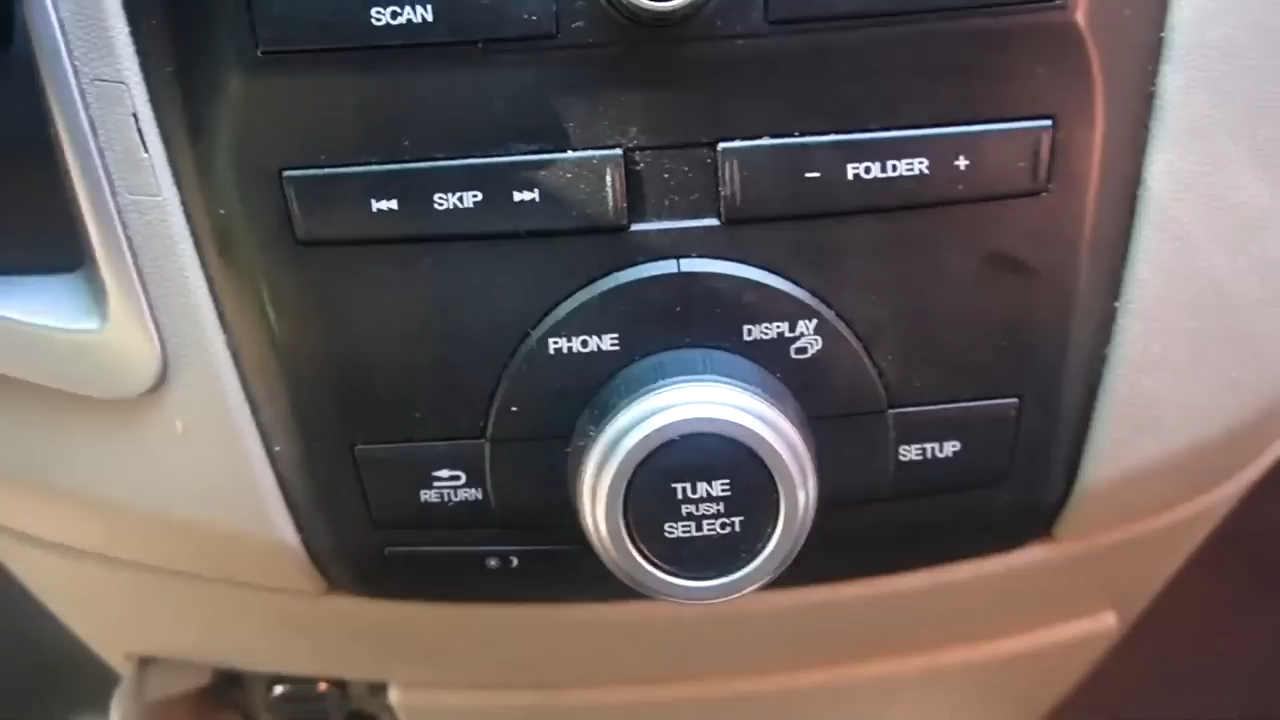 SCAN
SKIP
- FOLDER +
PHONE
DISPLAY
RETURN
SETUP
TUNE
PUSH
SELECT